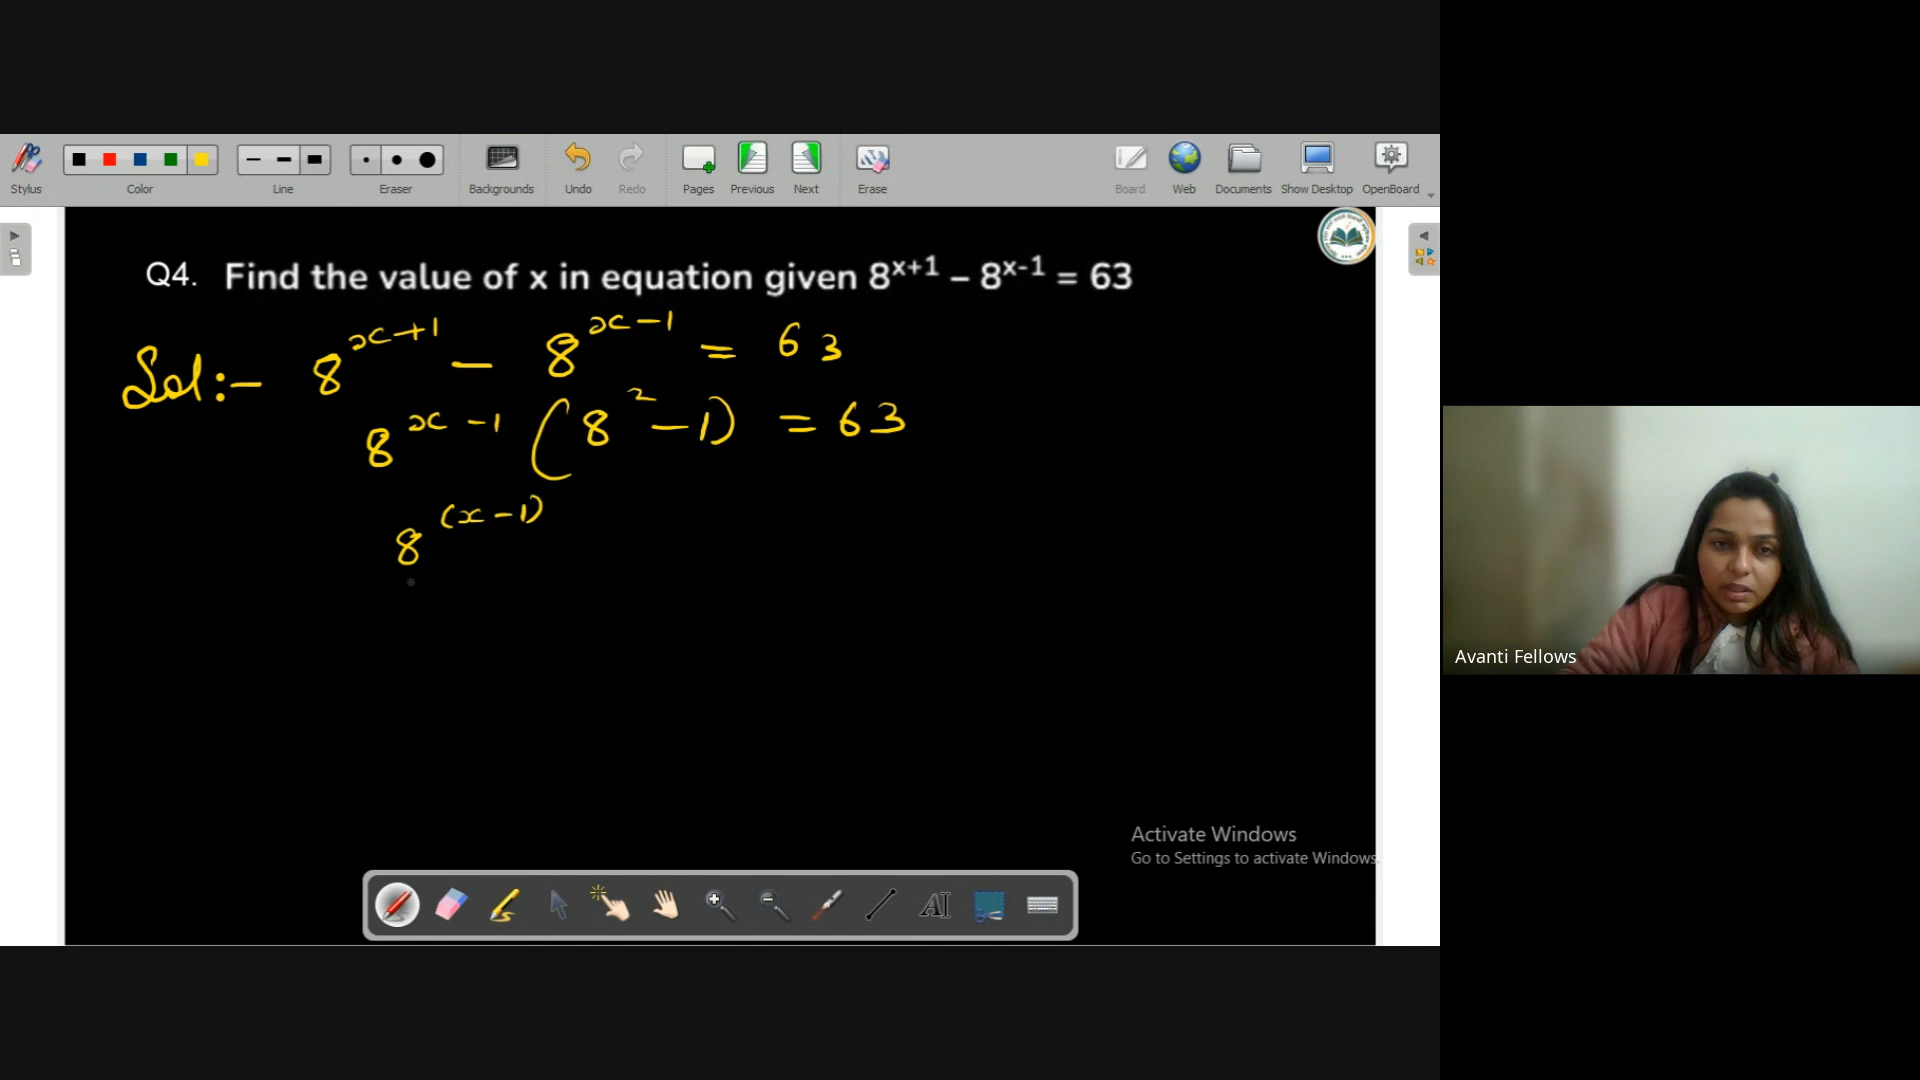 Stylus Color Line Eraser Backgrounds Undo Redo Pages Previous Next Erase Board Web Documents Show Desktop OpenBoard
Q4. Find the value of x in equation given 8^{x+1} – 8^{x-1} = 63
Sol:- 8^{x+1} - 8^{x-1} = 63
8^{x-1} (8^2 - 1) = 63
8^{(x-1)}
Avanti Fellows
Activate Windows
Go to Settings to activate Windows.
AI